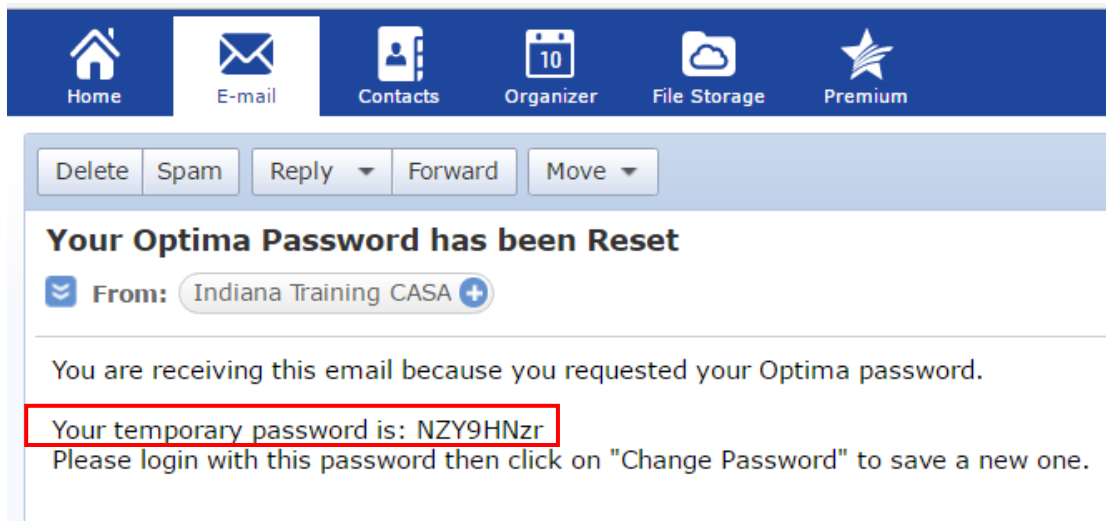 Home E-mail Contacts 10 Organizer File Storage Premium
Delete Spam Reply Forward Move
Your Optima Password has been Reset
From: Indiana Training CASA
You are receiving this email because you requested your Optima password.
Your temporary password is: NZY9HNzr
Please login with this password then click on "Change Password" to save a new one.